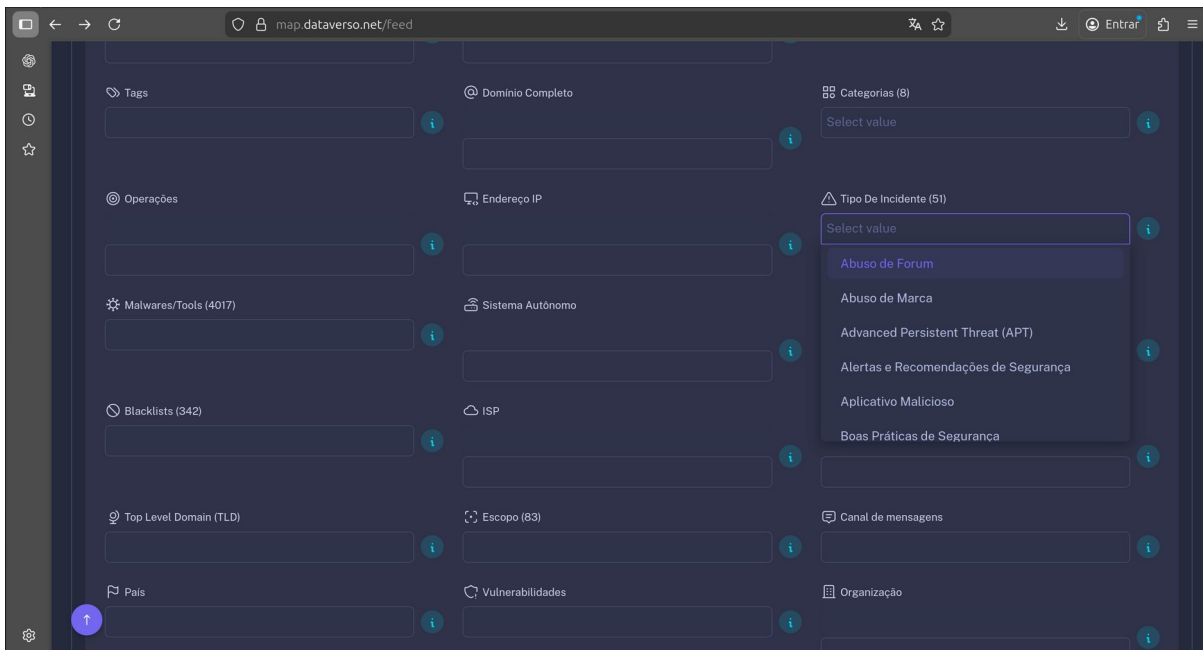 map.dataverso.net/feed
Entrar
Tags
Domínio Completo
Categorias (8)
Select value
Operações
Endereço IP
Tipo De Incidente (51)
Select value
Abuso de Forum
Malwares/Tools (4017)
Sistema Autônomo
Abuso de Marca
Advanced Persistent Threat (APT)
Alertas e Recomendações de Segurança
Aplicativo Malicioso
Blacklists (342)
ISP
Boas Práticas de Segurança
Top Level Domain (TLD)
Escopo (83)
Canal de mensagens
País
Vulnerabilidades
Organização